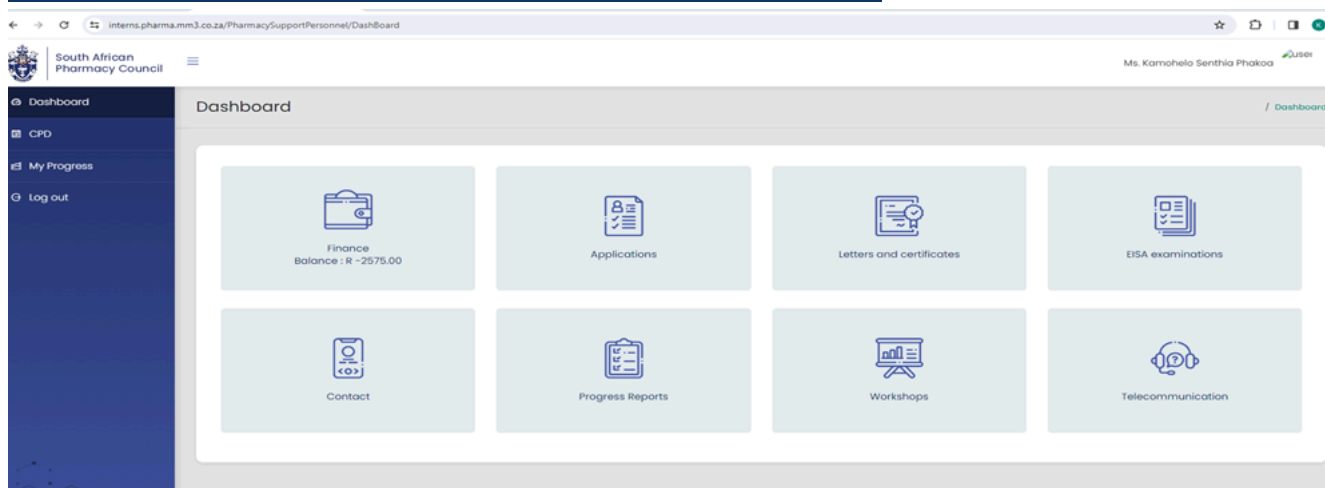 interns.pharma.mm3.co.za/PharmacySupportPersonnel/DashBoard
K
South African
Pharmacy Council
Ms. Kamohelo Senthia Phakoa
user
Dashboard
CPD
My Progress
Log out
Dashboard
/ Dashboard
Finance
Balance : R -2575.00
Applications
Letters and certificates
EISA examinations
Contact
Progress Reports
Workshops
Telecommunication